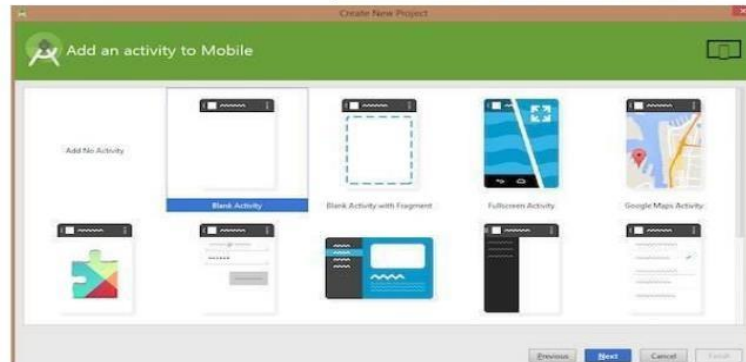 Create New Project
Add an activity to Mobile
Add No Activity
Blank Activity
Blank Activity with Fragment
Fullscreen Activity
Google Maps Activity
Previous
Next
Cancel
Finish